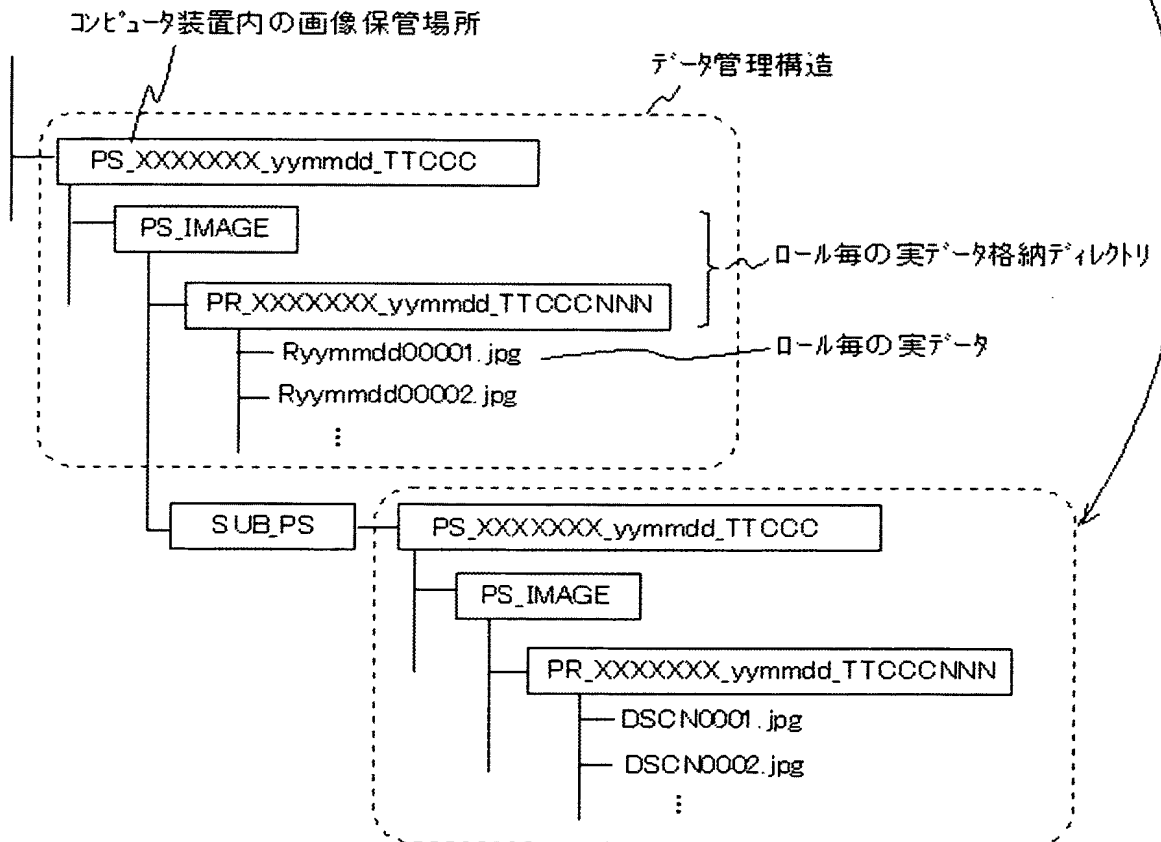 コンピュータ装置内の画像保管場所
データ管理構造
PS_XXXXXXX_yymmdd_TTCCC
PS_IMAGE
ロール毎の実データ格納ディレクトリ
PR_XXXXXXX_yymmdd_TTCCCNNN
Ryymmdd00001.jpg
ロール毎の実データ
Ryymmdd00002.jpg
⋮
SUB_PS
PS_XXXXXXX_yymmdd_TTCCC
PS_IMAGE
PR_XXXXXXX_yymmdd_TTCCCNNN
DSCN0001.jpg
DSCN0002.jpg
⋮